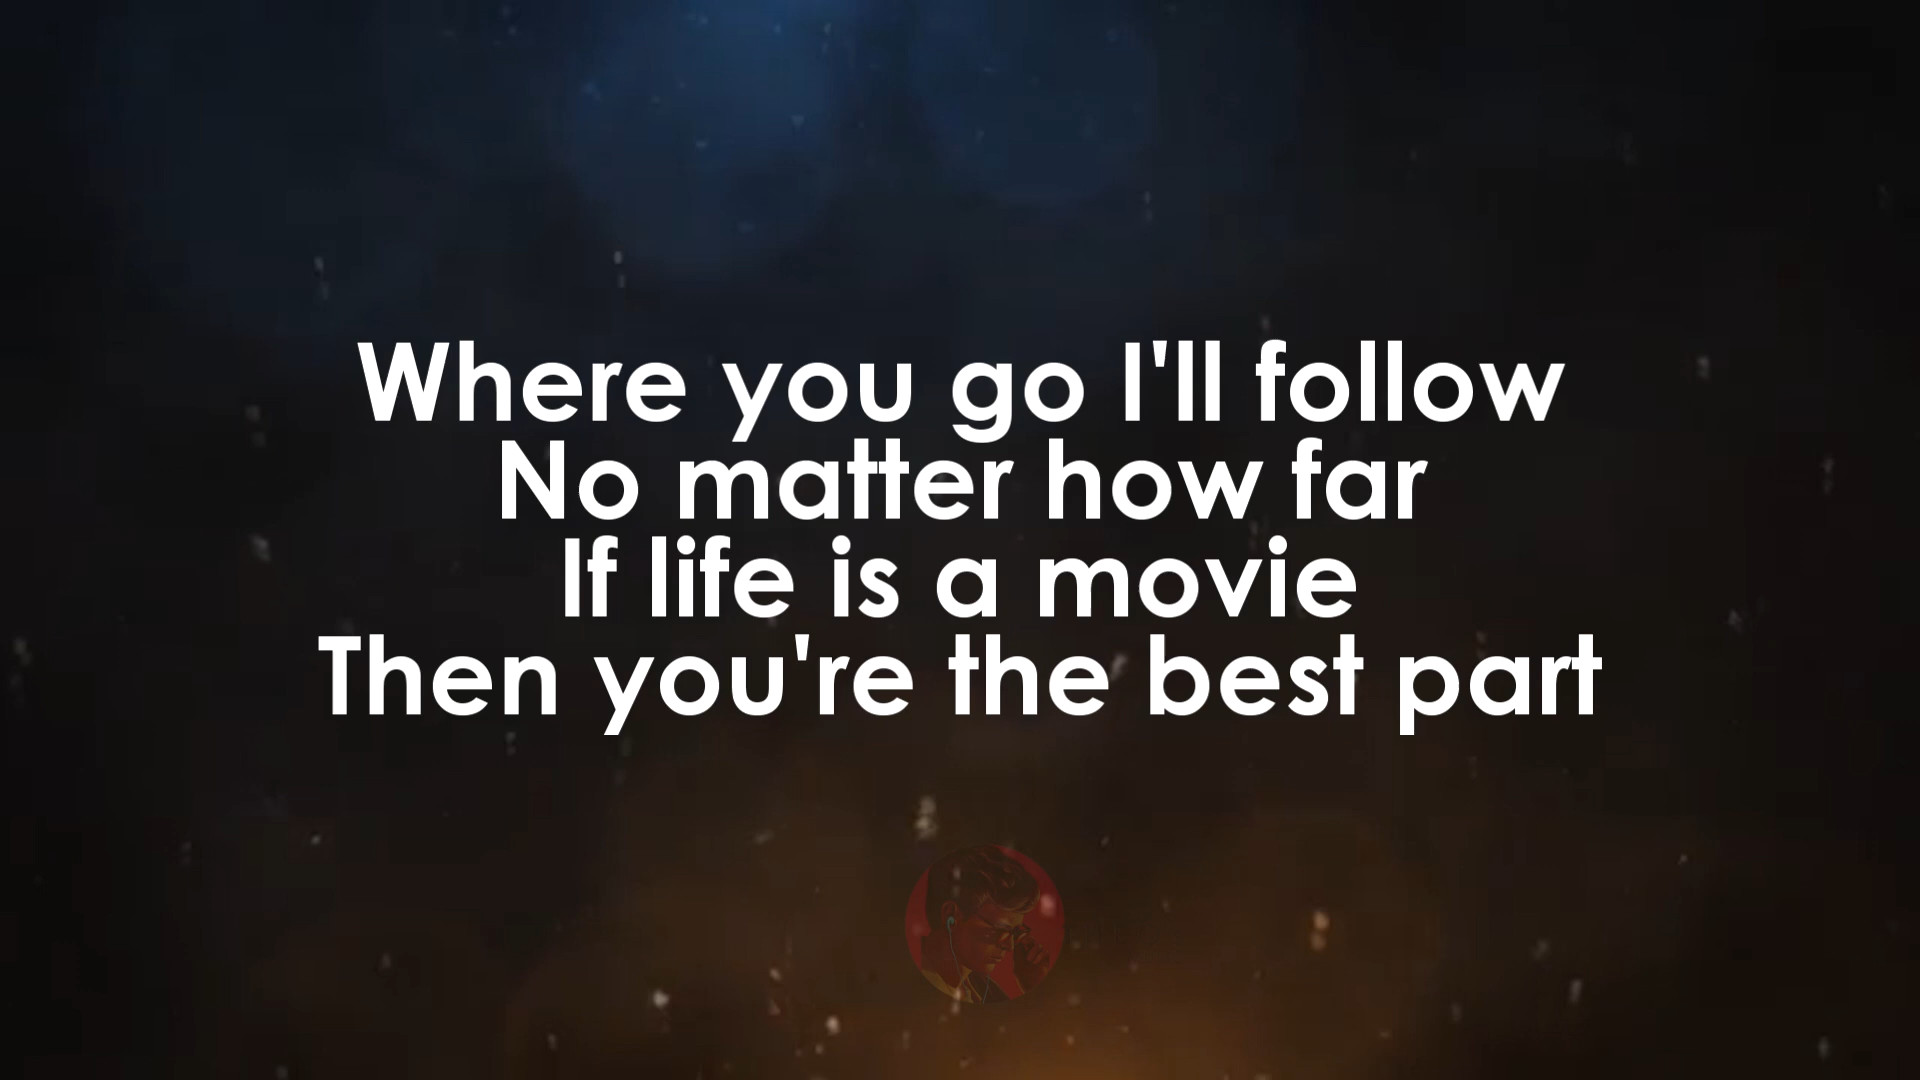 Where you go I'll follow
No matter how far
If life is a movie
Then you're the best part